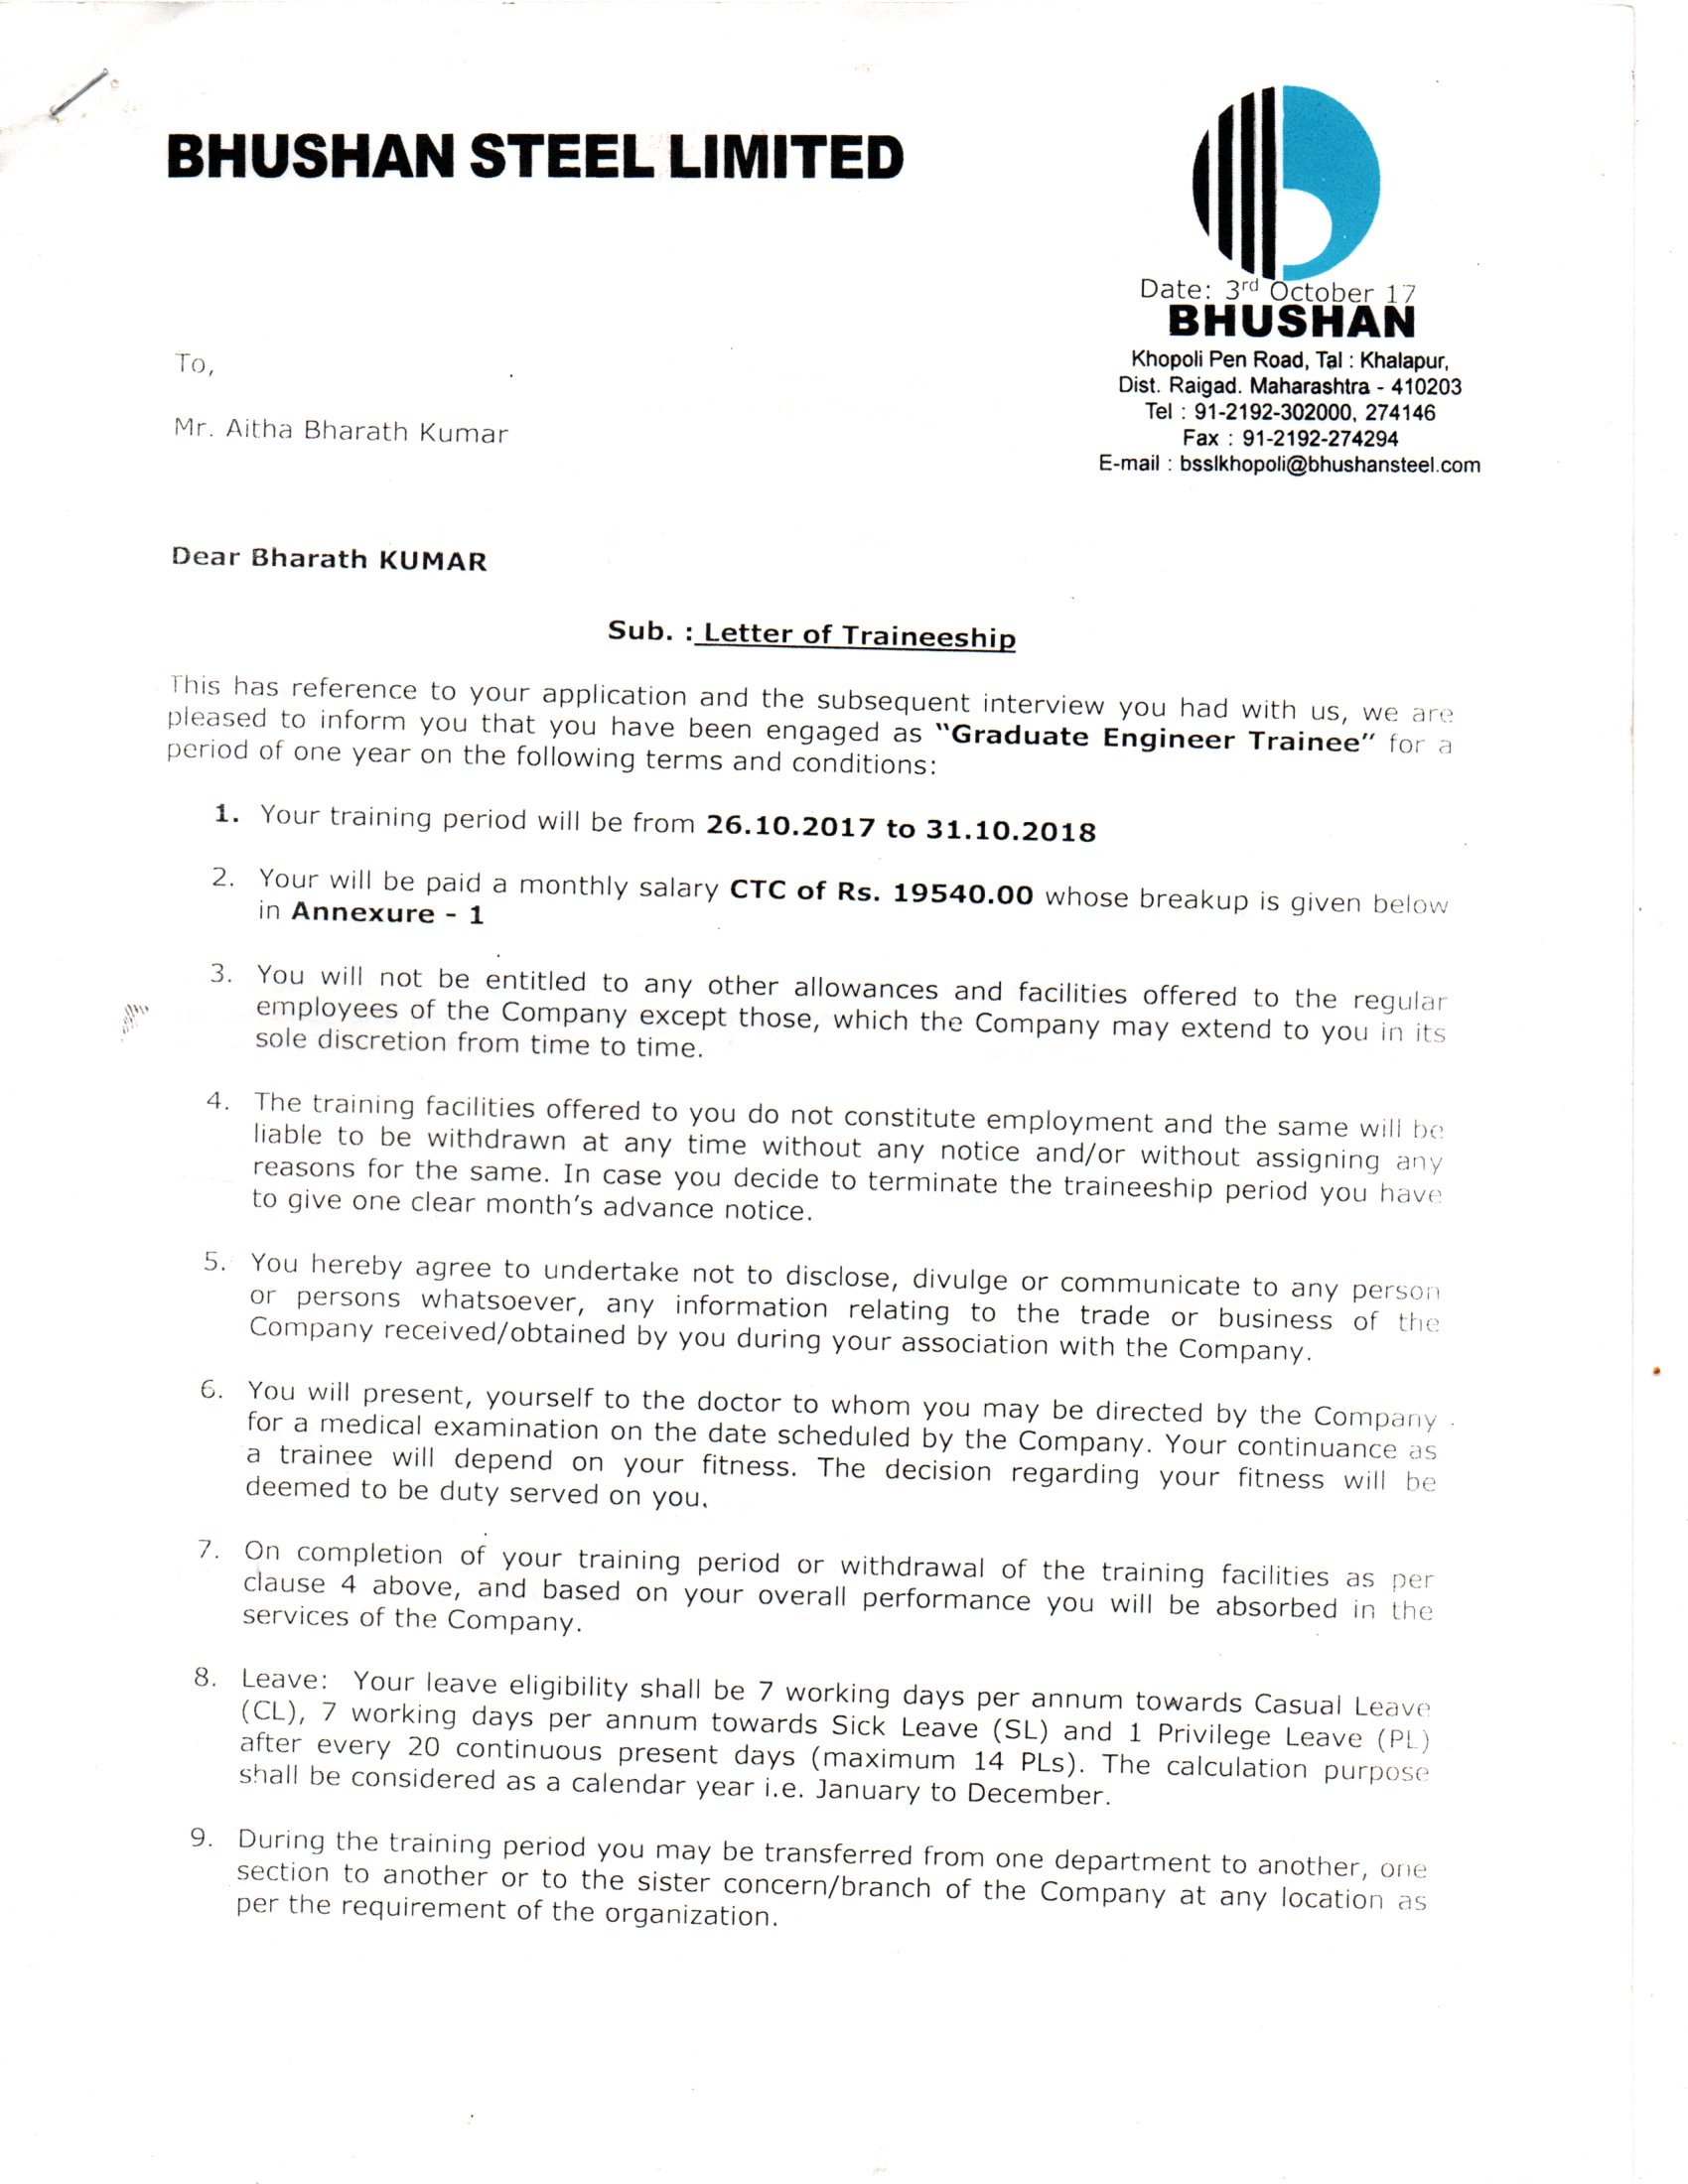 BHUSHAN STEEL LIMITED
Date: 3rd October 17
BHUSHAN
Khopoli Pen Road, Tal : Khalapur,
Dist. Raigad. Maharashtra - 410203
Tel : 91-2192-302000, 274146
Fax : 91-2192-274294
E-mail : bsslkhopoli@bhushansteel.com
To,
Mr. Aitha Bharath Kumar
Dear Bharath KUMAR
Sub. : Letter of Traineeship
This has reference to your application and the subsequent interview you had with us, we are
pleased to inform you that you have been engaged as "Graduate Engineer Trainee" for a
period of one year on the following terms and conditions:
1. Your training period will be from 26.10.2017 to 31.10.2018
2. Your will be paid a monthly salary CTC of Rs. 19540.00 whose breakup is given below
in Annexure - 1
3. You will not be entitled to any other allowances and facilities offered to the regular
employees of the Company except those, which the Company may extend to you in its
sole discretion from time to time.
4. The training facilities offered to you do not constitute employment and the same will be
liable to be withdrawn at any time without any notice and/or without assigning any
reasons for the same. In case you decide to terminate the traineeship period you have
to give one clear month's advance notice.
5. You hereby agree to undertake not to disclose, divulge or communicate to any person
or persons whatsoever, any information relating to the trade or business of the
Company received/obtained by you during your association with the Company.
6. You will present, yourself to the doctor to whom you may be directed by the Company
for a medical examination on the date scheduled by the Company. Your continuance as
a trainee will depend on your fitness. The decision regarding your fitness will be
deemed to be duty served on you.
7. On completion of your training period or withdrawal of the training facilities as per
clause 4 above, and based on your overall performance you will be absorbed in the
services of the Company.
8. Leave: Your leave eligibility shall be 7 working days per annum towards Casual Leave
(CL), 7 working days per annum towards Sick Leave (SL) and 1 Privilege Leave (PL)
after every 20 continuous present days (maximum 14 PLs). The calculation purpose
shall be considered as a calendar year i.e. January to December.
9. During the training period you may be transferred from one department to another, one
section to another or to the sister concern/branch of the Company at any location as
per the requirement of the organization.